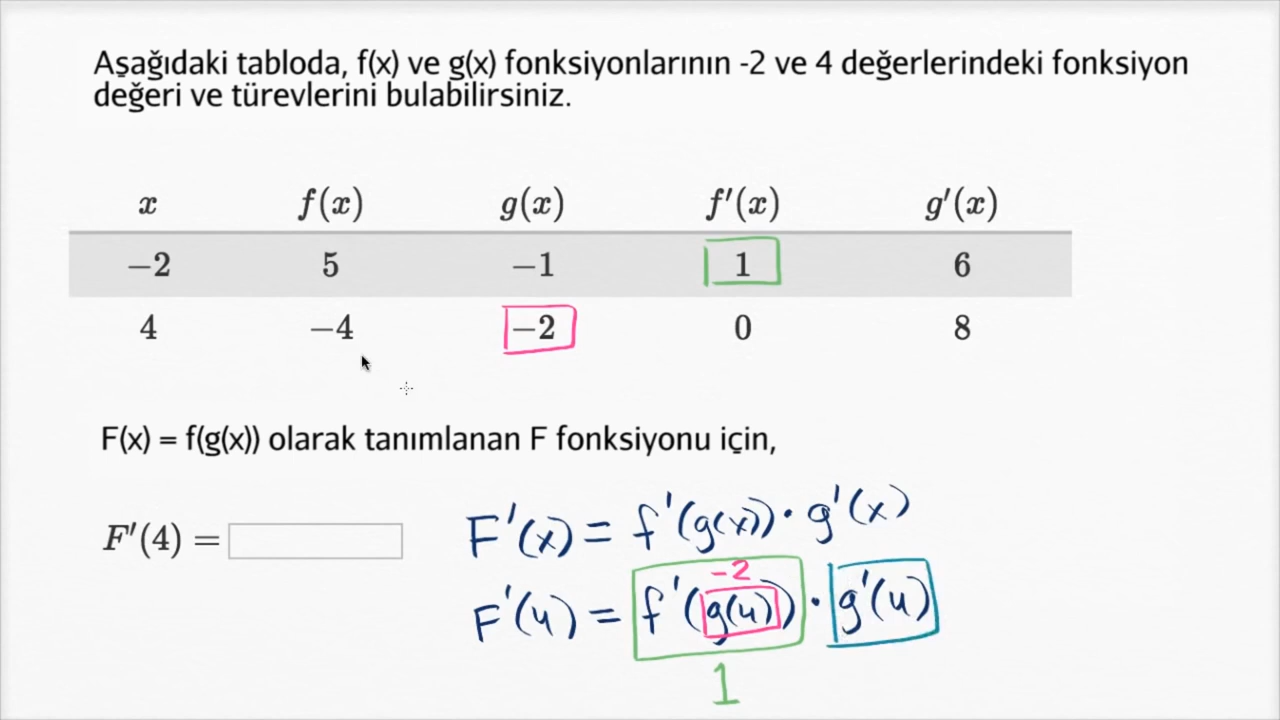 Aşağıdaki tabloda, f(x) ve g(x) fonksiyonlarının -2 ve 4 değerlerindeki fonksiyon
değeri ve türevlerini bulabilirsiniz.
x f(x) g(x) f'(x) g'(x)
−2 5 −1 1 6
4 −4 −2 0 8
F(x) = f(g(x)) olarak tanımlanan F fonksiyonu için,
F'(4) =
F'(x) = f'(g(x)) · g'(x)
-2
F'(4) = f'(g(4)) · g'(4)
1